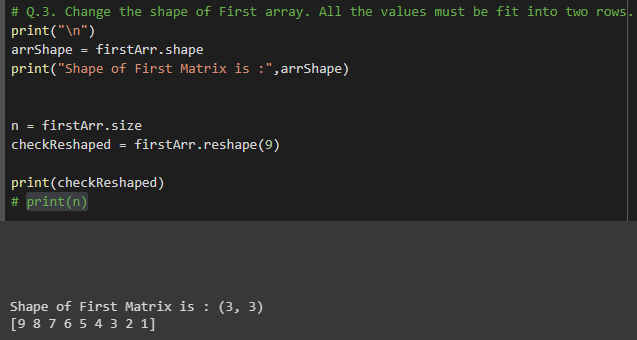 # Q.3. Change the shape of First array. All the values must be fit into two rows.
print("\n")
arrShape = firstArr.shape
print("Shape of First Matrix is :",arrShape)
n = firstArr.size
checkReshaped = firstArr.reshape(9)
print(checkReshaped)
# print(n)
Shape of First Matrix is : (3, 3)
[9 8 7 6 5 4 3 2 1]